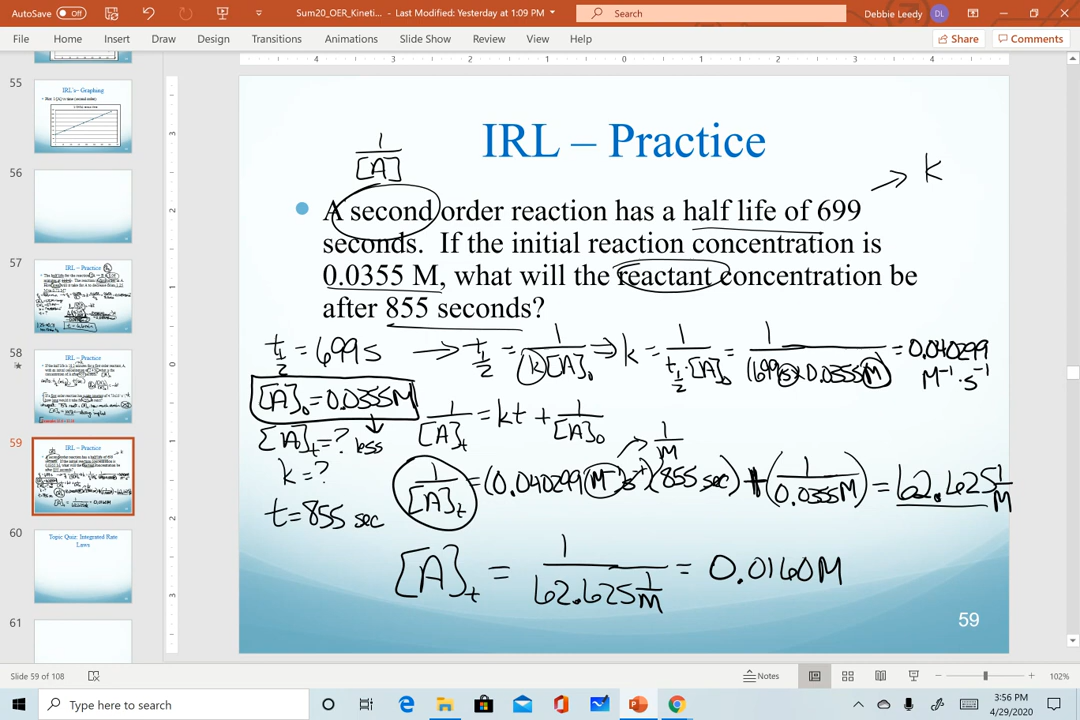 AutoSave Off
Sum20_OER_Kineti... - Last Modified: Yesterday at 1:09 PM
Search
Debbie Leedy DL
File Home Insert Draw Design Transitions Animations Slide Show Review View Help
Share Comments
55
IRL's – Graphing
56
57
IRL – Practice
58
IRL – Practice
59
IRL – Practice
60
Topic Quiz: Integrated Rate
Laws
61
IRL – Practice
1/[A]
→ k
• A second order reaction has a half life of 699
seconds. If the initial reaction concentration is
0.0355 M, what will the reactant concentration be
after 855 seconds?
t½ = 699 s → t½ = 1/(k[A]₀) ⇒ k = 1/(t½·[A]₀) = 1/((699 s)×0.0355M) = 0.040299 M⁻¹·s⁻¹
[A]₀ = 0.0355M
1/[A]t = kt + 1/[A]₀
[A]t = ? less
1/M
k = ?
1/[A]t = (0.040299 M⁻¹ s⁻¹)(855 sec) + (1/0.0355M) = 62.625 1/M
t = 855 sec
[A]t = 1/(62.625 1/M) = 0.0160M
59
Slide 59 of 108
Notes
102%
Type here to search
3:56 PM
4/29/2020